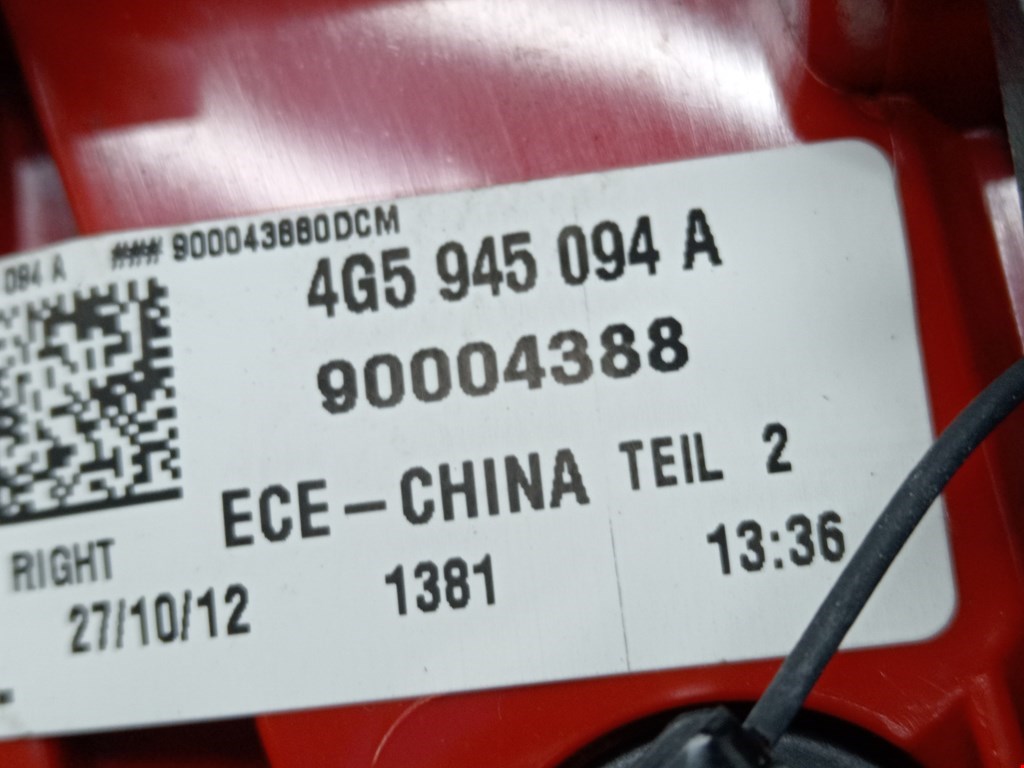 094 A ### 900043880DCM
4G5 945 094 A
90004388
ECE-CHINA TEIL 2
RIGHT
27/10/12 1381 13:36